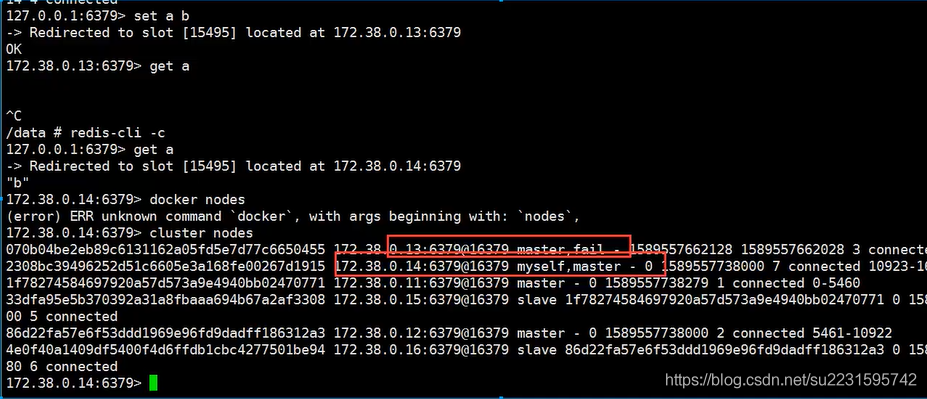 127.0.0.1:6379> set a b
-> Redirected to slot [15495] located at 172.38.0.13:6379
OK
172.38.0.13:6379> get a
^C
/data # redis-cli -c
127.0.0.1:6379> get a
-> Redirected to slot [15495] located at 172.38.0.14:6379
"b"
172.38.0.14:6379> docker nodes
(error) ERR unknown command `docker`, with args beginning with: `nodes`,
172.38.0.14:6379> cluster nodes
070b04be2eb89c6131162a05fd5e7d77c6650455 172.38.0.13:6379@16379 master,fail - 1589557662128 1589557662028 3 connected
2308bc39496252d51c6605e3a168fe00267d1915 172.38.0.14:6379@16379 myself,master - 0 1589557738000 7 connected 10923-16
1f78274584697920a57d573a9e4940bb02470771 172.38.0.11:6379@16379 master - 0 1589557738279 1 connected 0-5460
33dfa95e5b370392a31a8fbaaa694b67a2af3308 172.38.0.15:6379@16379 slave 1f78274584697920a57d573a9e4940bb02470771 0 158
00 5 connected
86d22fa57e6f53ddd1969e96fd9dadff186312a3 172.38.0.12:6379@16379 master - 0 1589557738000 2 connected 5461-10922
4e0f40a1409df5400f4d6ffdb1cbc4277501be94 172.38.0.16:6379@16379 slave 86d22fa57e6f53ddd1969e96fd9dadff186312a3 0 158
80 6 connected
172.38.0.14:6379>
https://blog.csdn.net/su2231595742